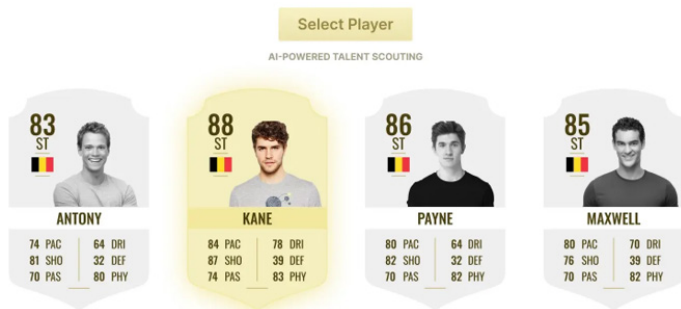 Select Player
AI-POWERED TALENT SCOUTING
83
ST
ANTONY
74 PAC 64 DRI
81 SHO 32 DEF
70 PAS 80 PHY
88
ST
KANE
84 PAC 78 DRI
87 SHO 39 DEF
74 PAS 83 PHY
86
ST
PAYNE
80 PAC 64 DRI
82 SHO 32 DEF
70 PAS 82 PHY
85
ST
MAXWELL
80 PAC 70 DRI
76 SHO 39 DEF
70 PAS 82 PHY